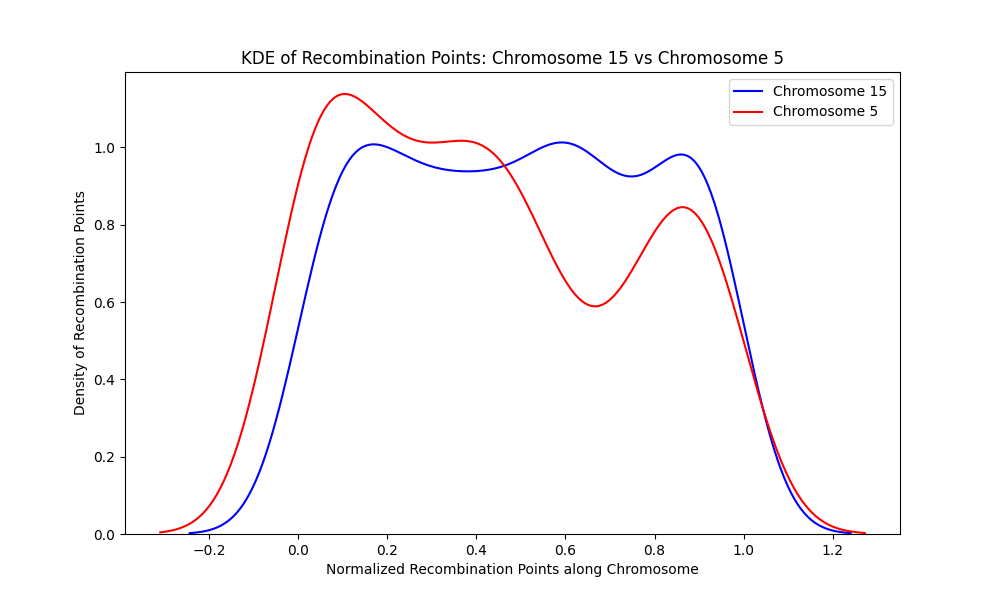 KDE of Recombination Points: Chromosome 15 vs Chromosome 5
Chromosome 15
Chromosome 5
Density of Recombination Points
1.0
0.8
0.6
0.4
0.2
0.0
−0.2 0.0 0.2 0.4 0.6 0.8 1.0 1.2
Normalized Recombination Points along Chromosome